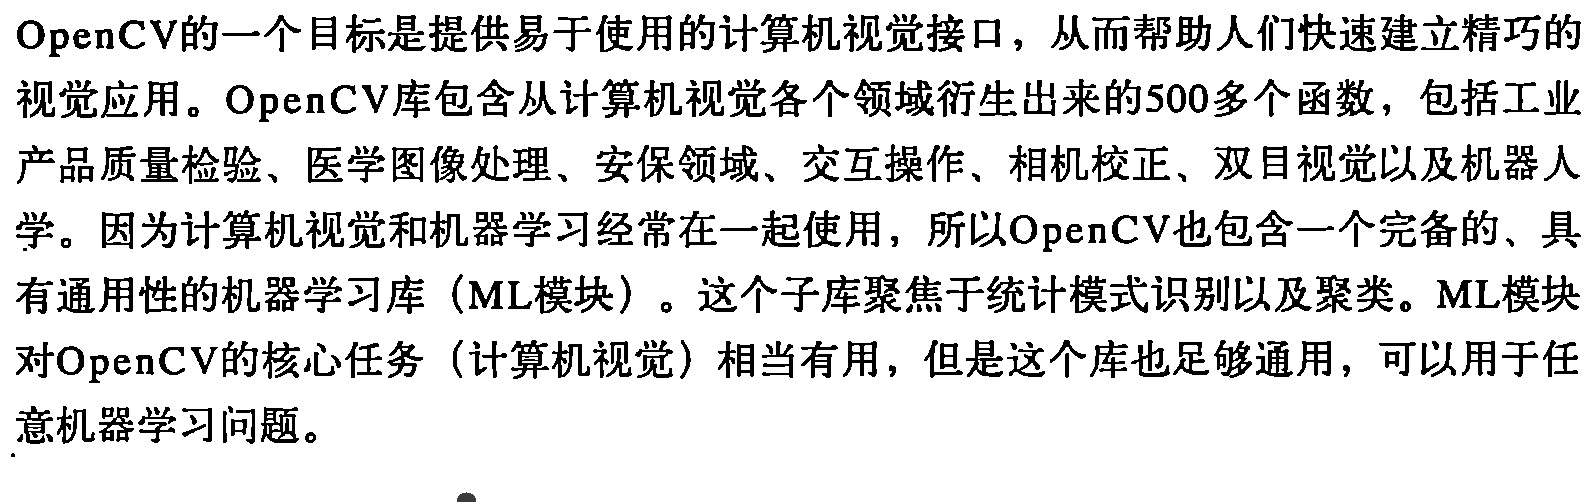 OpenCV的一个目标是提供易于使用的计算机视觉接口，从而帮助人们快速建立精巧的
视觉应用。OpenCV库包含从计算机视觉各个领域衍生出来的500多个函数，包括工业
产品质量检验、医学图像处理、安保领域、交互操作、相机校正、双目视觉以及机器人
学。因为计算机视觉和机器学习经常在一起使用，所以OpenCV也包含一个完备的、具
有通用性的机器学习库（ML模块）。这个子库聚焦于统计模式识别以及聚类。ML模块
对OpenCV的核心任务（计算机视觉）相当有用，但是这个库也足够通用，可以用于任
意机器学习问题。